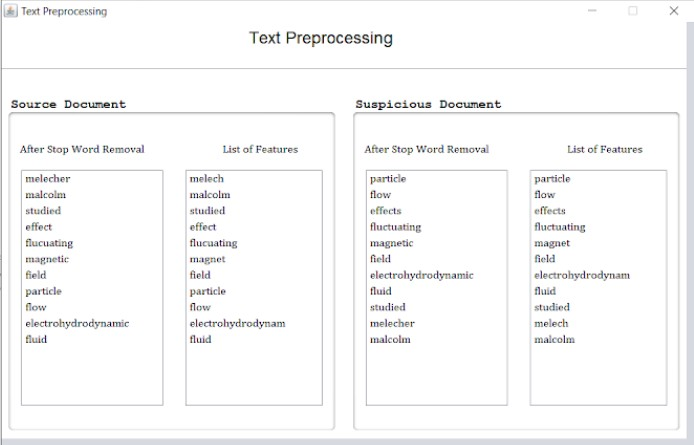 Text Preprocessing
Text Preprocessing
Source Document
After Stop Word Removal
melecher
malcolm
studied
effect
flucuating
magnetic
field
particle
flow
electrohydrodynamic
fluid
List of Features
melech
malcolm
studied
effect
flucuating
magnet
field
particle
flow
electrohydrodynam
fluid
Suspicious Document
After Stop Word Removal
particle
flow
effects
fluctuating
magnetic
field
electrohydrodynamic
fluid
studied
melecher
malcolm
List of Features
particle
flow
effects
fluctuating
magnet
field
electrohydrodynam
fluid
studied
melech
malcolm